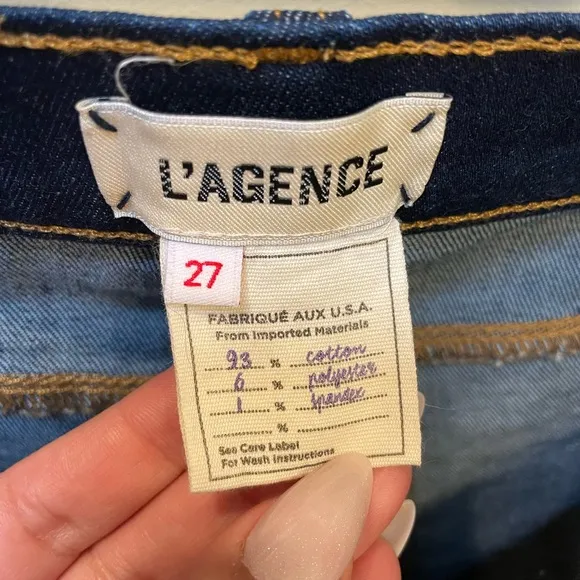 L'AGENCE
27
FABRIQUÉ AUX U.S.A.
From Imported Materials
93 % cotton
6 % polyester
1 % spandex
%
See Care Label
For Wash Instructions